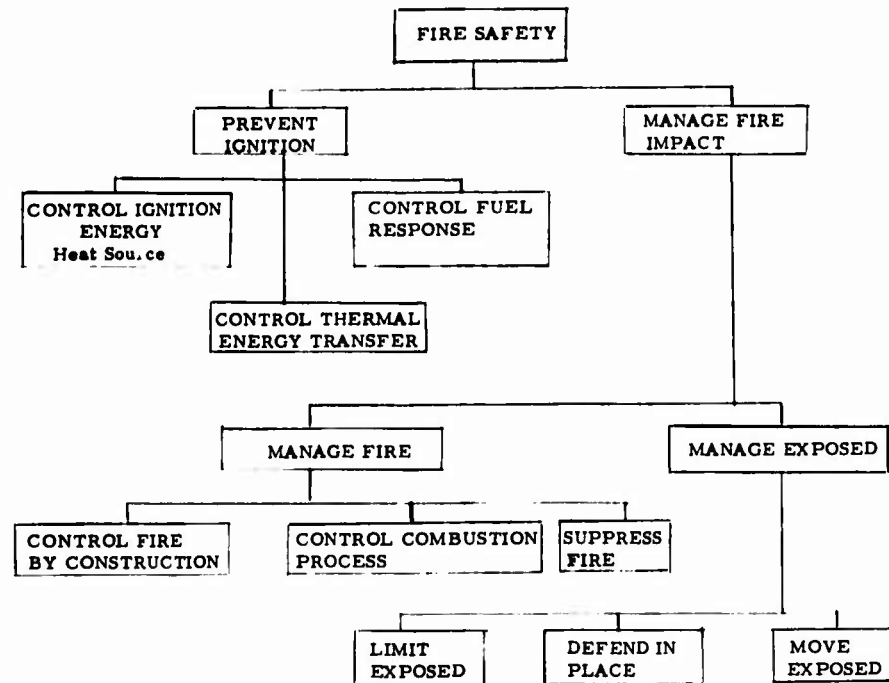 FIRE SAFETY
PREVENT
IGNITION
MANAGE FIRE
IMPACT
CONTROL IGNITION
ENERGY
Heat Sou.ce
CONTROL FUEL
RESPONSE
CONTROL THERMAL
ENERGY TRANSFER
MANAGE FIRE
MANAGE EXPOSED
CONTROL FIRE
BY CONSTRUCTION
CONTROL COMBUSTION
PROCESS
SUPPRESS
FIRE
LIMIT
EXPOSED
DEFEND IN
PLACE
MOVE
EXPOSED